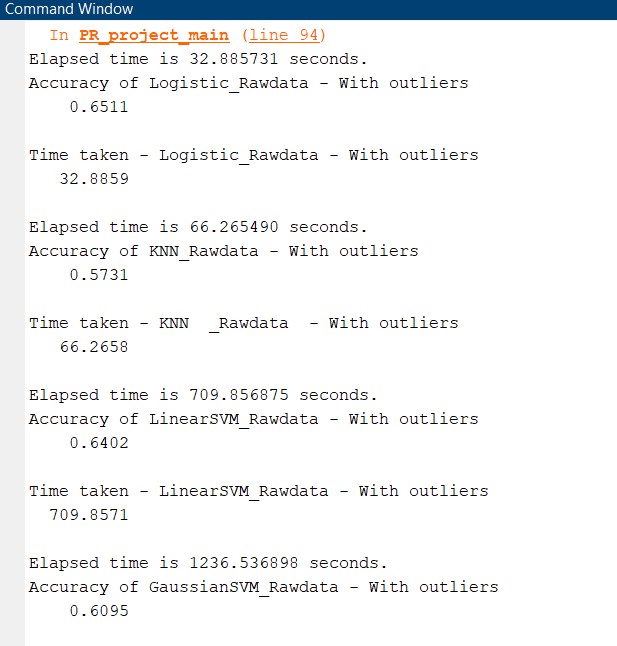 Command Window
In PR_project_main (line 94)
Elapsed time is 32.885731 seconds.
Accuracy of Logistic_Rawdata - With outliers
0.6511
Time taken - Logistic_Rawdata - With outliers
32.8859
Elapsed time is 66.265490 seconds.
Accuracy of KNN_Rawdata - With outliers
0.5731
Time taken - KNN  _Rawdata  - With outliers
66.2658
Elapsed time is 709.856875 seconds.
Accuracy of LinearSVM_Rawdata - With outliers
0.6402
Time taken - LinearSVM_Rawdata - With outliers
709.8571
Elapsed time is 1236.536898 seconds.
Accuracy of GaussianSVM_Rawdata - With outliers
0.6095